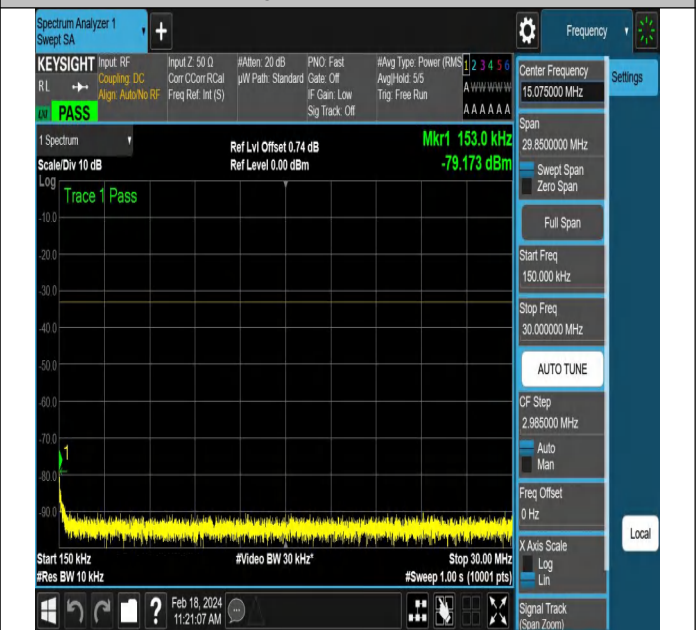 Spectrum Analyzer 1
Swept SA
Frequency
KEYSIGHT
RL
PASS
Input: RF
Coupling: DC
Align: Auto/No RF
Input Z: 50 Ω
Corr CCorr RCal
Freq Ref: Int (S)
#Atten: 20 dB
µW Path: Standard
PNO: Fast
Gate: Off
IF Gain: Low
Sig Track: Off
#Avg Type: Power (RMS
Avg|Hold: 5/5
Trig: Free Run
1 2 3 4 5 6
A W W W W W
A A A A A A
1 Spectrum
Scale/Div 10 dB
Ref Lvl Offset 0.74 dB
Ref Level 0.00 dBm
Mkr1 153.0 kHz
-79.173 dBm
Log
Trace 1 Pass
-10.0
-20.0
-30.0
-40.0
-50.0
-60.0
-70.0
-80.0
-90.0
1
Start 150 kHz
#Res BW 10 kHz
#Video BW 30 kHz*
Stop 30.00 MHz
#Sweep 1.00 s (10001 pts)
Feb 18, 2024
11:21:07 AM
Center Frequency
15.075000 MHz
Settings
Span
29.8500000 MHz
Swept Span
Zero Span
Full Span
Start Freq
150.000 kHz
Stop Freq
30.000000 MHz
AUTO TUNE
CF Step
2.985000 MHz
Auto
Man
Freq Offset
0 Hz
Local
X Axis Scale
Log
Lin
Signal Track
(Span Zoom)